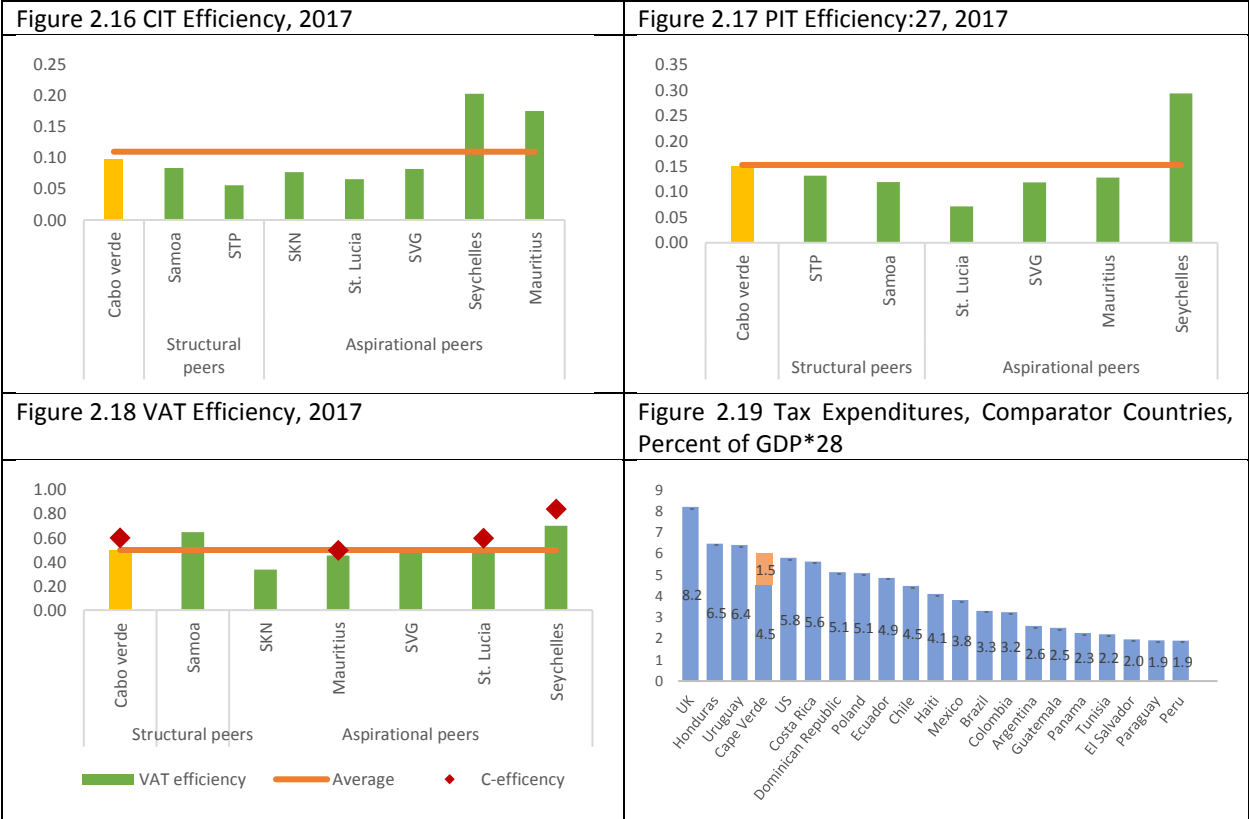 Figure 2.16 CIT Efficiency, 2017
0.25
0.20
0.15
0.10
0.05
0.00
Cabo verde
Samoa
STP
SKN
St. Lucia
SVG
Seychelles
Mauritius
Structural
peers
Aspirational peers
Figure 2.17 PIT Efficiency:27, 2017
0.35
0.30
0.25
0.20
0.15
0.10
0.05
0.00
Cabo verde
STP
Samoa
St. Lucia
SVG
Mauritius
Seychelles
Structural peers
Aspirational peers
Figure 2.18 VAT Efficiency, 2017
1.00
0.80
0.60
0.40
0.20
0.00
Cabo verde
Samoa
SKN
Mauritius
SVG
St. Lucia
Seychelles
Structural peers
Aspirational peers
VAT efficiency
Average
C-efficency
Figure 2.19 Tax Expenditures, Comparator Countries,
Percent of GDP*28
9
8
7
6
5
4
3
2
1
0
8.2
6.5
6.4
1.5
4.5
5.8
5.6
5.1
5.1
4.9
4.5
4.1
3.8
3.3
3.2
2.6
2.5
2.3
2.2
2.0
1.9
1.9
UK
Honduras
Uruguay
Cape Verde
US
Costa Rica
Dominican Republic
Poland
Ecuador
Chile
Haiti
Mexico
Brazil
Colombia
Argentina
Guatemala
Panama
Tunisia
El Salvador
Paraguay
Peru